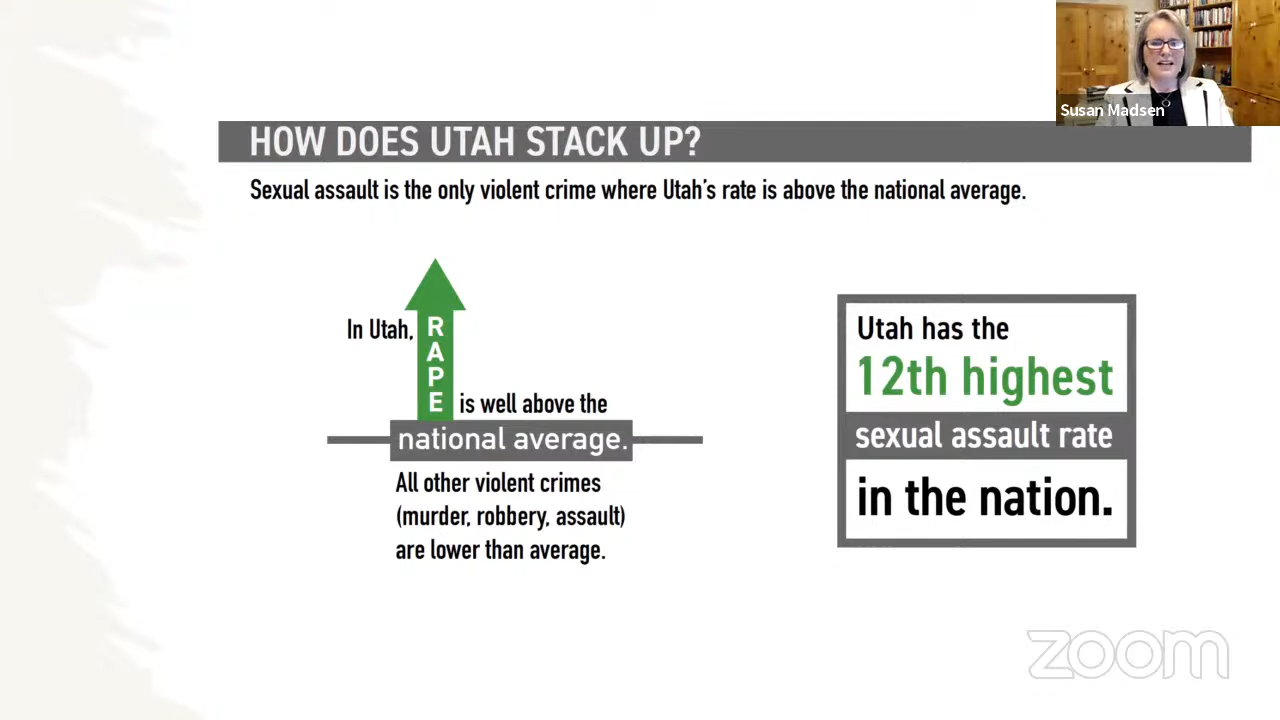 Susan Madsen
HOW DOES UTAH STACK UP?
Sexual assault is the only violent crime where Utah's rate is above the national average.
In Utah,
RAPE
is well above the
national average.
All other violent crimes
(murder, robbery, assault)
are lower than average.
Utah has the
12th highest
sexual assault rate
in the nation.
zoom